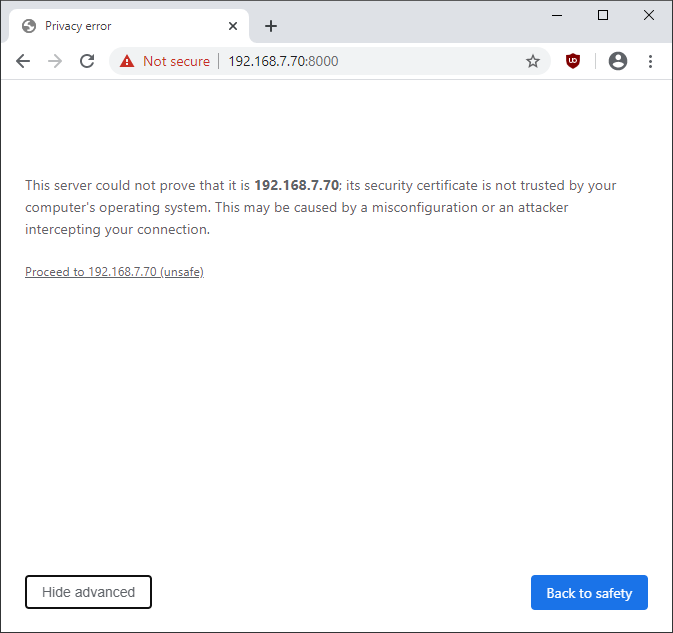 Privacy error
Not secure
192.168.7.70:8000
This server could not prove that it is 192.168.7.70; its security certificate is not trusted by your
computer's operating system. This may be caused by a misconfiguration or an attacker
intercepting your connection.
Proceed to 192.168.7.70 (unsafe)
Hide advanced
Back to safety